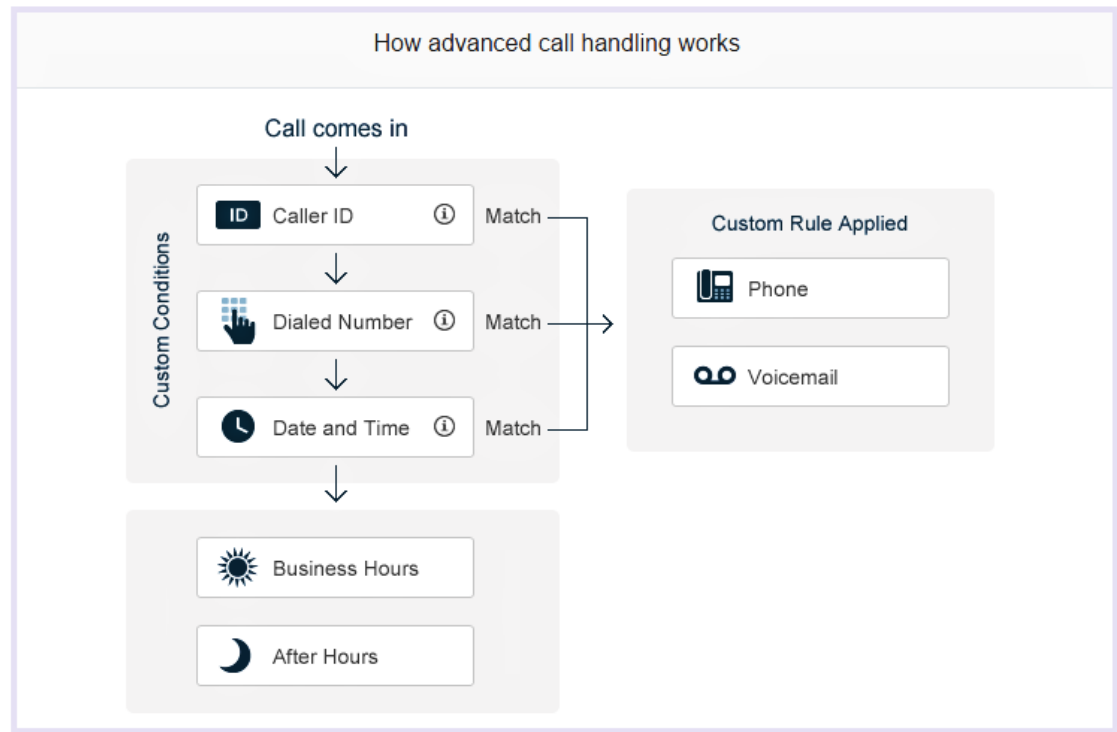 How advanced call handling works
Call comes in
Custom Conditions
ID Caller ID i Match
Dialed Number i Match
Date and Time i Match
Custom Rule Applied
Phone
Voicemail
Business Hours
After Hours